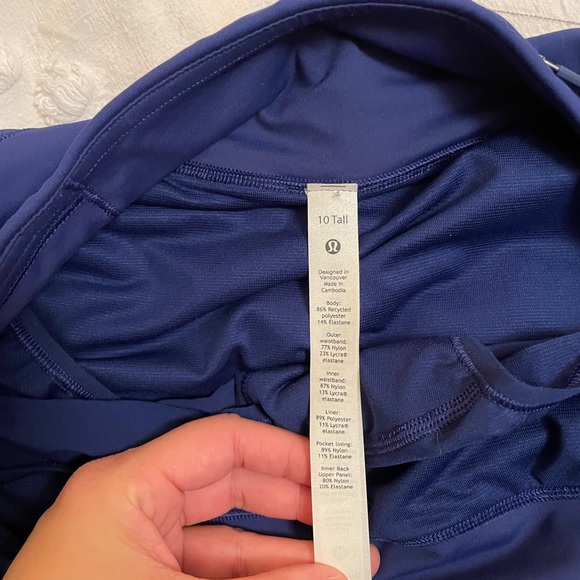 10 Tall
Designed in
Vancouver
Made in
Cambodia
Body:
86% Recycled
polyester
14% Elastane
Outer
waistband:
77% Nylon
23% Lycra®
elastane
Inner
waistband:
87% Nylon
13% Lycra®
elastane
Liner:
89% Polyester
11% Lycra®
elastane
Pocket lining:
89% Nylon
11% Elastane
Inner Back
Upper Panel:
80% Nylon
20% Elastane